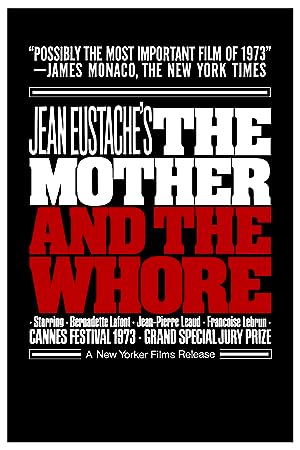 "POSSIBLY THE MOST IMPORTANT FILM OF 1973"
—JAMES MONACO, THE NEW YORK TIMES
JEAN EUSTACHE'S THE
MOTHER
AND THE
WHORE
· Starring · Bernadette Lafont · Jean-Pierre Leaud · Francoise Lebrun ·
CANNES FESTIVAL 1973 · GRAND SPECIAL JURY PRIZE
A New Yorker Films Release